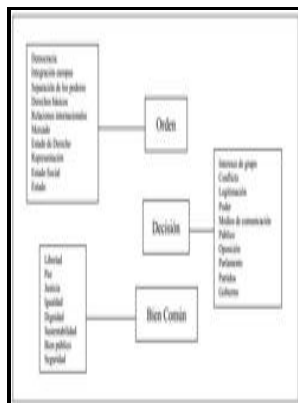 Democracia
Integración europea
Separación de los poderes
Derechos básicos
Relaciones internacionales
Mercado
Estado de Derecho
Representación
Estado Social
Estado
Orden
Intereses de grupo
Conflicto
Legitimación
Poder
Medios de comunicación
Público
Oposición
Parlamento
Partidos
Gobierno
Decisión
Libertad
Paz
Justicia
Igualdad
Dignidad
Sustentabilidad
Bien público
Seguridad
Bien Común